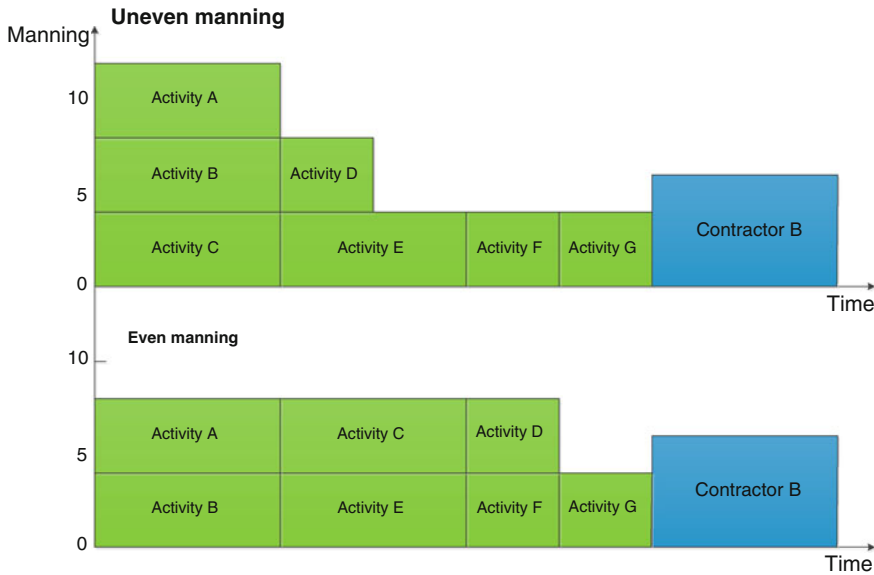 Uneven manning
Manning
10
Activity A
Activity B
Activity D
5
Activity C
Activity E
Activity F
Activity G
Contractor B
0
Time
Even manning
10
Activity A
Activity C
Activity D
5
Activity B
Activity E
Activity F
Activity G
Contractor B
0
Time